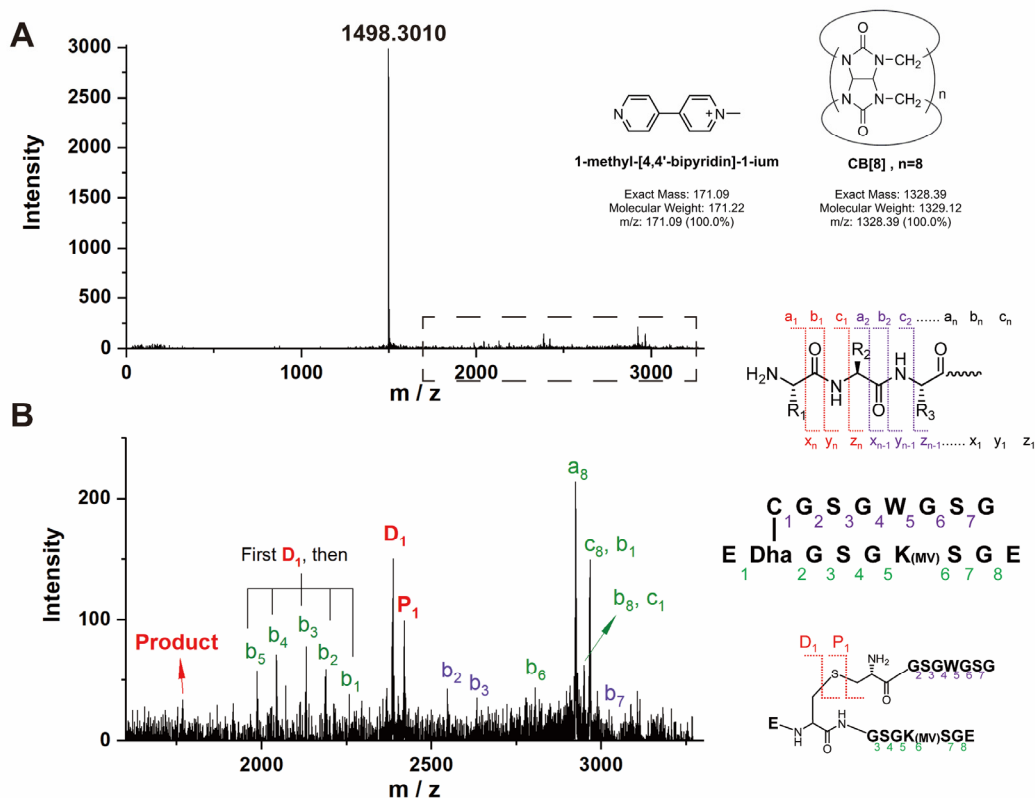 A
1498.3010
Intensity
3000
2500
2000
1500
1000
500
0
0
1000
2000
3000
m / z
N
N
+
1-methyl-[4,4'-bipyridin]-1-ium
Exact Mass: 171.09
Molecular Weight: 171.22
m/z: 171.09 (100.0%)
O
N N CH₂
N N CH₂
O
n
CB[8] , n=8
Exact Mass: 1328.39
Molecular Weight: 1329.12
m/z: 1328.39 (100.0%)
a₁ b₁ c₁ a₂ b₂ c₂ ...... aₙ bₙ cₙ
O R₂ H O
H₂N N N
R₁ H O R₃
xₙ yₙ zₙ xₙ₋₁ yₙ₋₁ zₙ₋₁ ...... x₁ y₁ z₁
B
Intensity
200
100
0
2000
2500
3000
m / z
Product
First D₁, then
b₅
b₄
b₃
b₂
b₁
D₁
P₁
b₂
b₃
b₆
a₈
c₈, b₁
b₈, c₁
b₇
C G S G W G S G
1 2 3 4 5 6 7
E Dha G S G K(MV) S G E
1 2 3 4 5 6 7 8
D₁ P₁
S NH₂ GSGWGSG
2 3 4 5 6 7
O
E N H O H N GSGK(MV)SGE
3 4 5 6 7 8